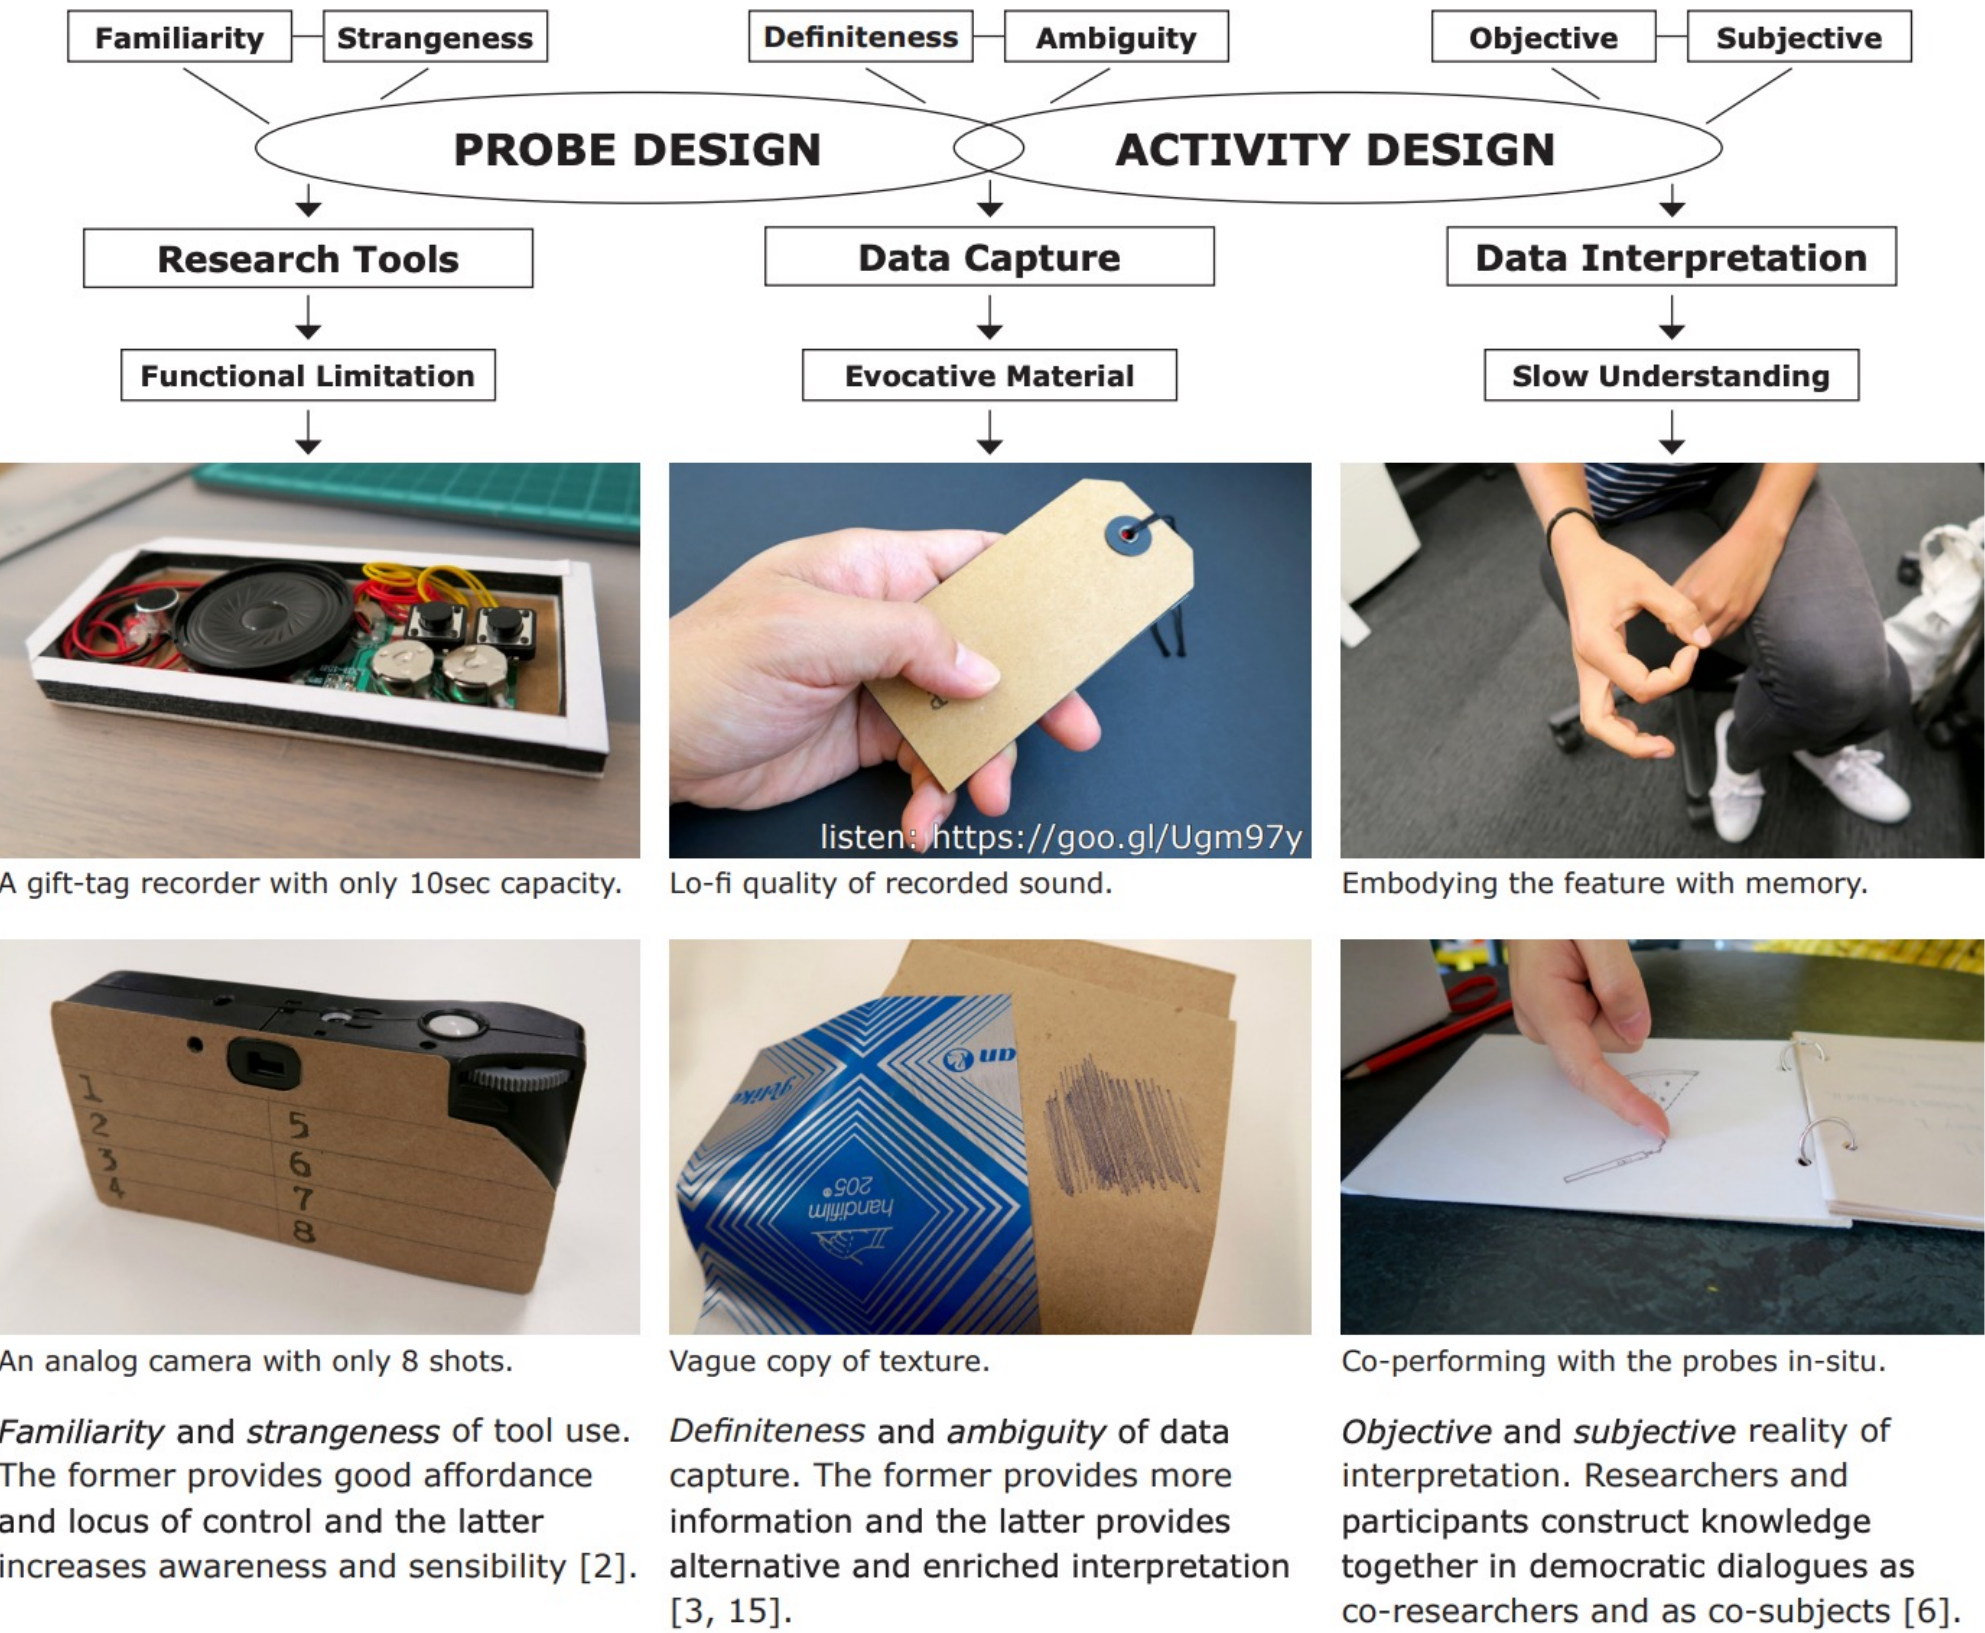 Familiarity
Strangeness
Definiteness
Ambiguity
Objective
Subjective
PROBE DESIGN
ACTIVITY DESIGN
Research Tools
Data Capture
Data Interpretation
Functional Limitation
Evocative Material
Slow Understanding
listen: https://goo.gl/Ugm97y
A gift-tag recorder with only 10sec capacity.
Lo-fi quality of recorded sound.
Embodying the feature with memory.
1
2
3
4
5
6
7
8
handifilm
205®
An analog camera with only 8 shots.
Vague copy of texture.
Co-performing with the probes in-situ.
Familiarity and strangeness of tool use.
The former provides good affordance
and locus of control and the latter
increases awareness and sensibility [2].
Definiteness and ambiguity of data
capture. The former provides more
information and the latter provides
alternative and enriched interpretation
[3, 15].
Objective and subjective reality of
interpretation. Researchers and
participants construct knowledge
together in democratic dialogues as
co-researchers and as co-subjects [6].